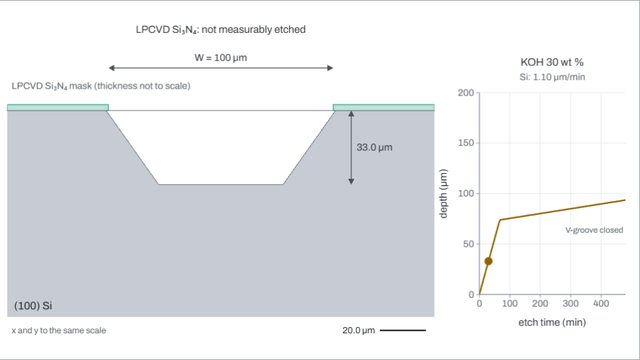 LPCVD Si₃N₄: not measurably etched
W = 100 µm
LPCVD Si₃N₄ mask (thickness not to scale)
33.0 µm
(100) Si
x and y to the same scale
20.0 µm
KOH 30 wt %
Si: 1.10 µm/min
200
150
100
50
0
depth (µm)
V-groove closed
0 100 200 300 400
etch time (min)